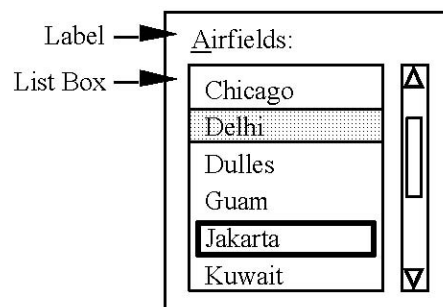 Label
Airfields:
List Box
Chicago
Delhi
Dulles
Guam
Jakarta
Kuwait